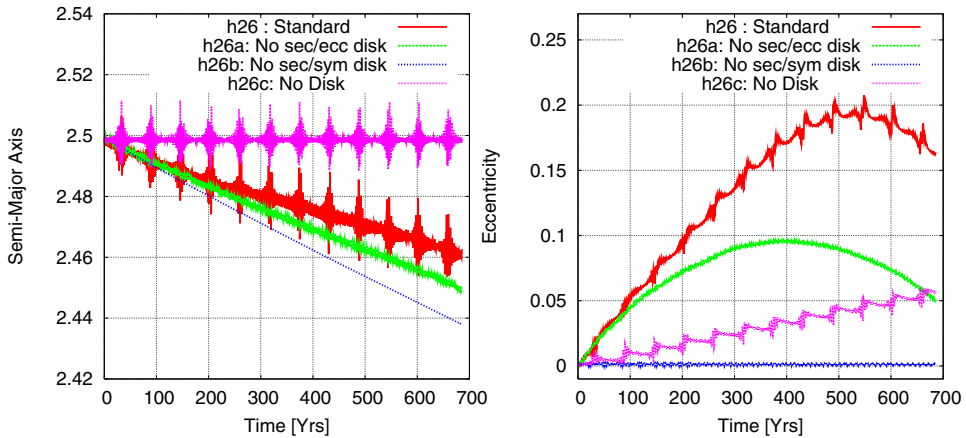 2.54
2.52
2.5
2.48
2.46
2.44
2.42
0 100 200 300 400 500 600 700
Semi-Major Axis
Time [Yrs]
h26 : Standard
h26a: No sec/ecc disk
h26b: No sec/sym disk
h26c: No Disk
0.25
0.2
0.15
0.1
0.05
0
0 100 200 300 400 500 600 700
Eccentricity
Time [Yrs]
h26 : Standard
h26a: No sec/ecc disk
h26b: No sec/sym disk
h26c: No Disk